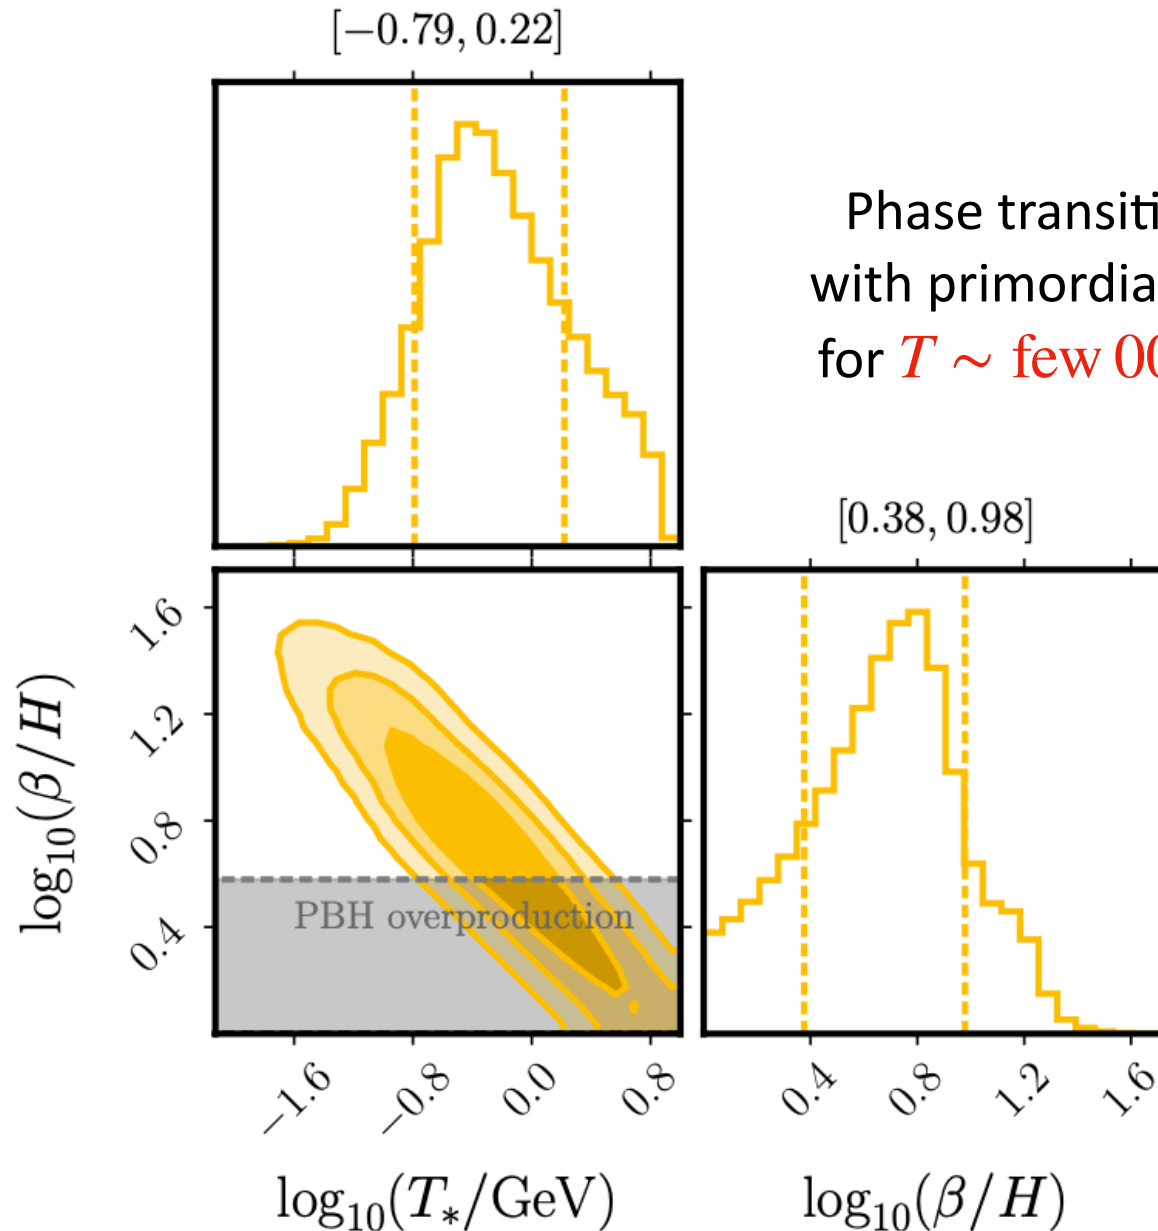 [−0.79, 0.22]
Phase transiti
with primordia
for T ∼ few 00
[0.38, 0.98]
log₁₀(β/H)
1.6
1.2
0.8
0.4
PBH overproduction
−1.6 −0.8 0.0 0.8
0.4 0.8 1.2 1.6
log₁₀(T∗/GeV)
log₁₀(β/H)